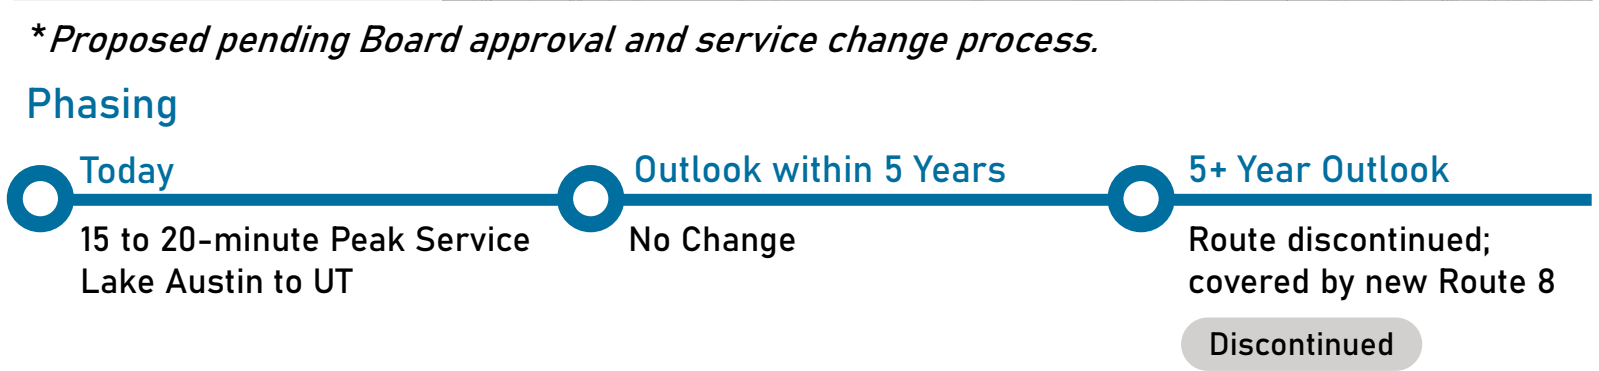 *Proposed pending Board approval and service change process.
Phasing
Today
15 to 20-minute Peak Service
Lake Austin to UT
Outlook within 5 Years
No Change
5+ Year Outlook
Route discontinued;
covered by new Route 8
Discontinued